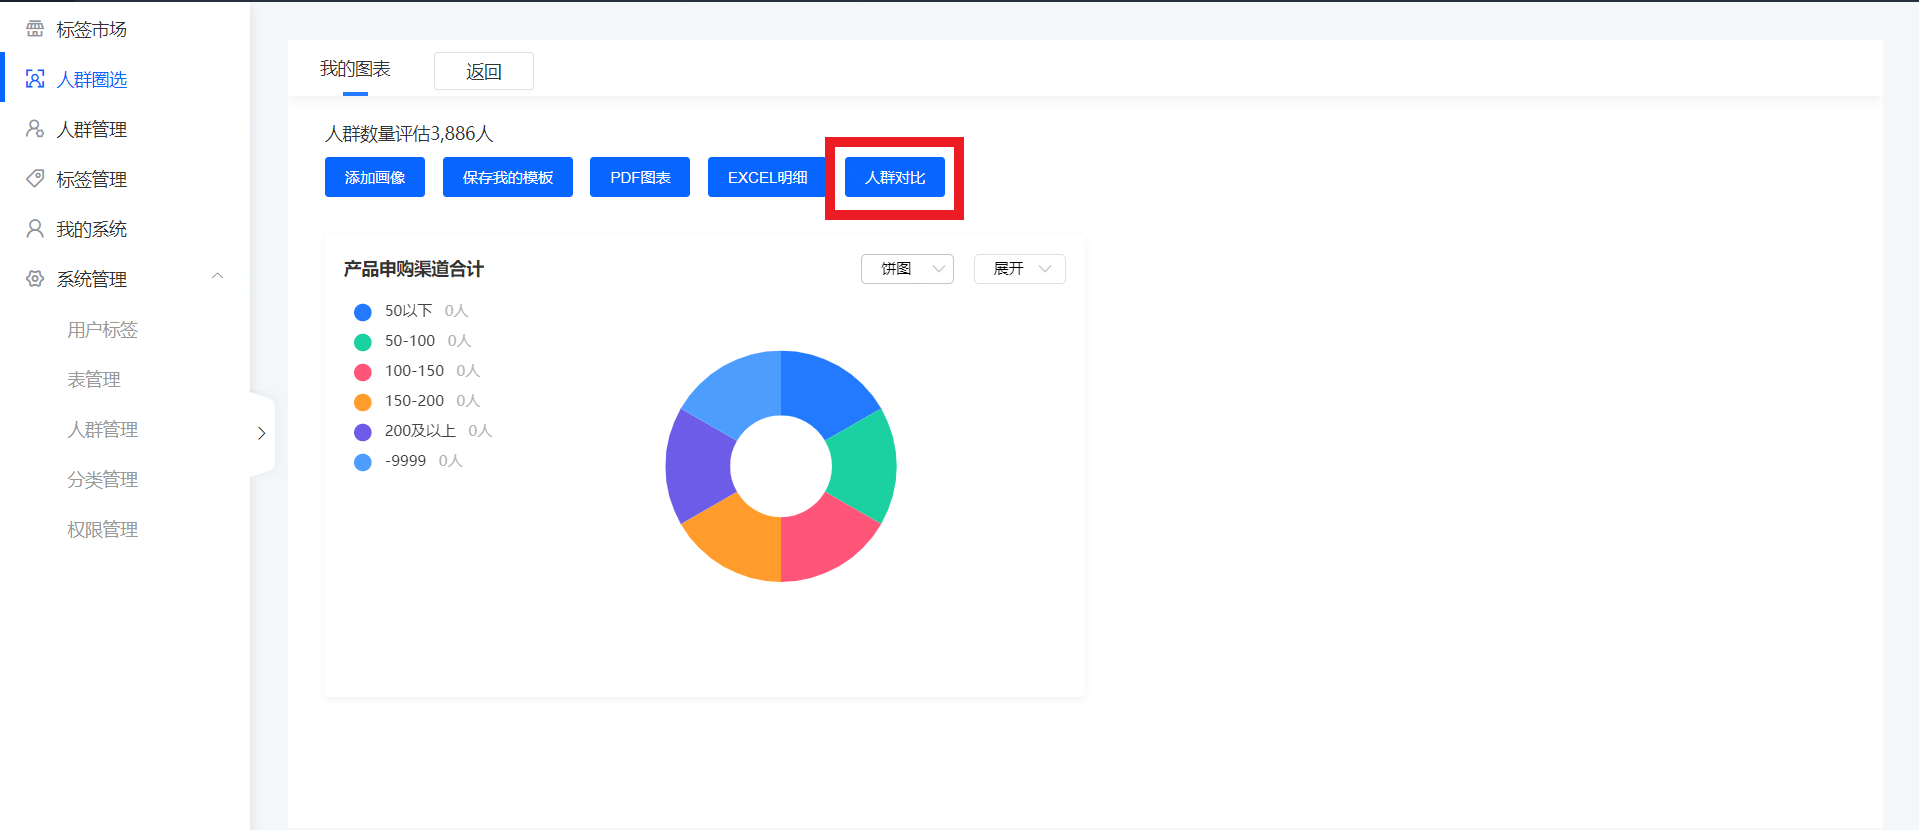 标签市场
人群圈选
人群管理
标签管理
我的系统
系统管理
用户标签
表管理
人群管理
分类管理
权限管理
我的图表 返回
人群数量评估3,886人
添加画像 保存我的模板 PDF图表 EXCEL明细 人群对比
产品申购渠道合计 饼图 展开
50以下 0人
50-100 0人
100-150 0人
150-200 0人
200及以上 0人
-9999 0人